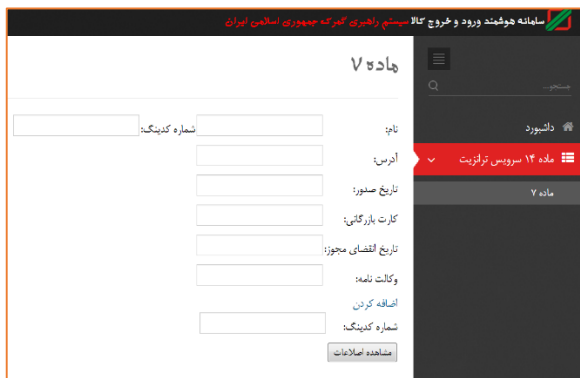 سامانه هوشمند ورود و خروج کالا سیستم راهبری گمرک جمهوری اسلامی ایران
جستجو...
داشبورد
ماده ۱۴ سرویس ترانزیت
ماده ۷
ماده ۷
نام:
شماره کدینگ:
آدرس:
تاریخ صدور:
کارت بازرگانی:
تاریخ انقضای مجوز:
وکالت نامه:
اضافه کردن
شماره کدینگ:
مشاهده اصلاعات